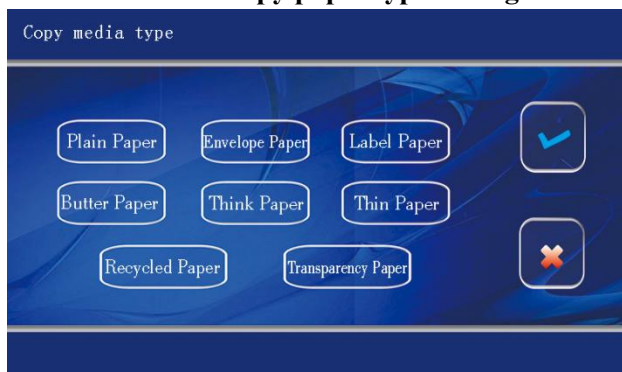 Copy media type
Plain Paper
Envelope Paper
Label Paper
Butter Paper
Think Paper
Thin Paper
Recycled Paper
Transparency Paper